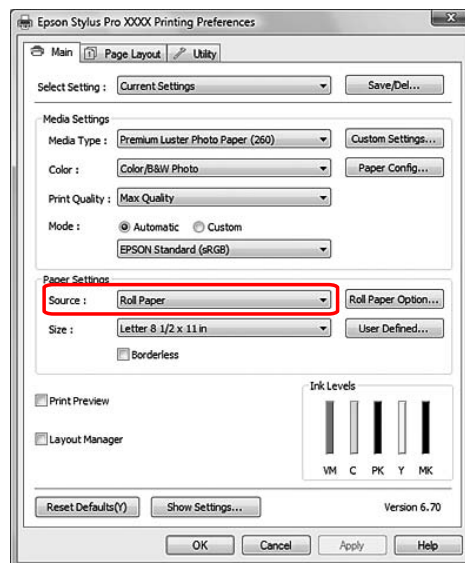 Epson Stylus Pro XXXX Printing Preferences
Main Page Layout Utility
Select Setting : Current Settings Save/Del...
Media Settings
Media Type : Premium Luster Photo Paper (260) Custom Settings...
Color : Color/B&W Photo Paper Config...
Print Quality : Max Quality
Mode : Automatic Custom
EPSON Standard (sRGB)
Paper Settings
Source : Roll Paper Roll Paper Option...
Size : Letter 8 1/2 x 11 in User Defined...
Borderless
Print Preview
Layout Manager
Ink Levels
VM C PK Y MK
Reset Defaults(Y) Show Settings... Version 6.70
OK Cancel Apply Help